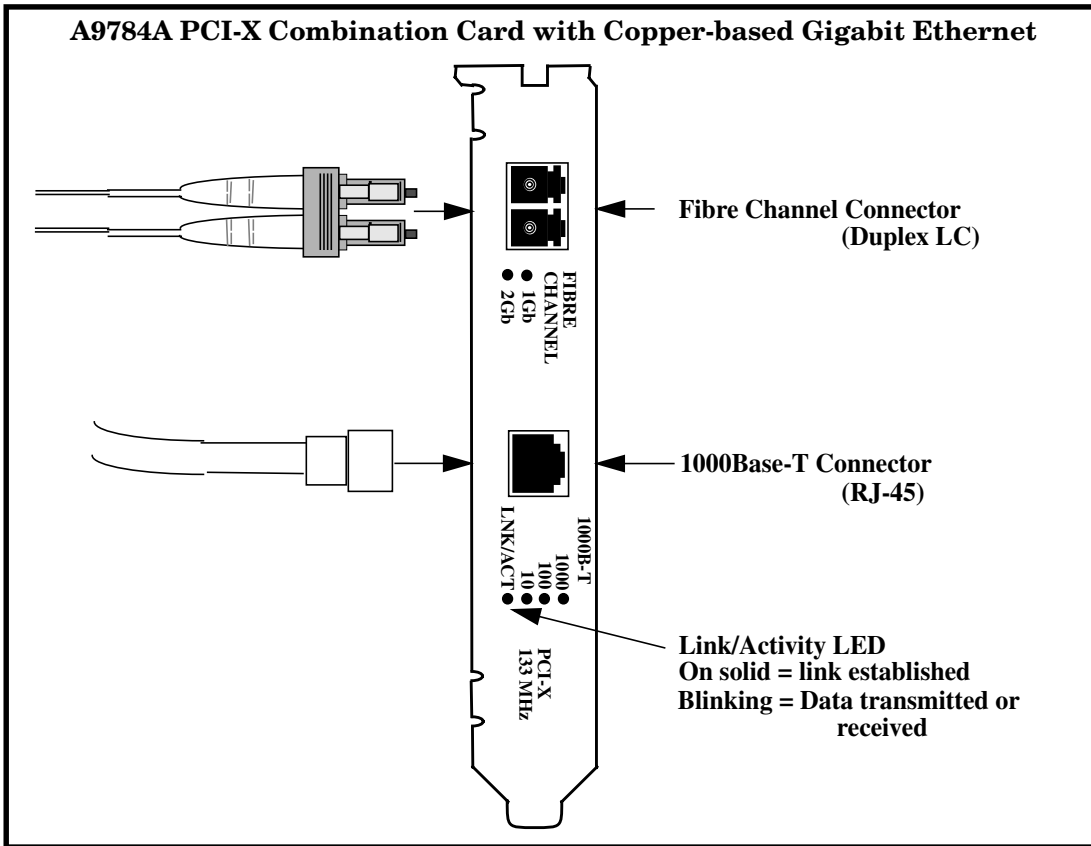 A9784A PCI-X Combination Card with Copper-based Gigabit Ethernet
Fibre Channel Connector
(Duplex LC)
FIBRE
CHANNEL
1Gb
2Gb
1000Base-T Connector
(RJ-45)
1000B-T
1000
100
10
LNK/ACT
Link/Activity LED
On solid = link established
Blinking = Data transmitted or
received
PCI-X
133 MHz